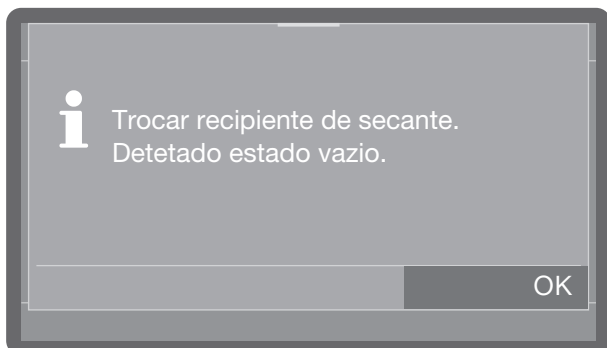 Trocar recipiente de secante.
Detetado estado vazio.
OK